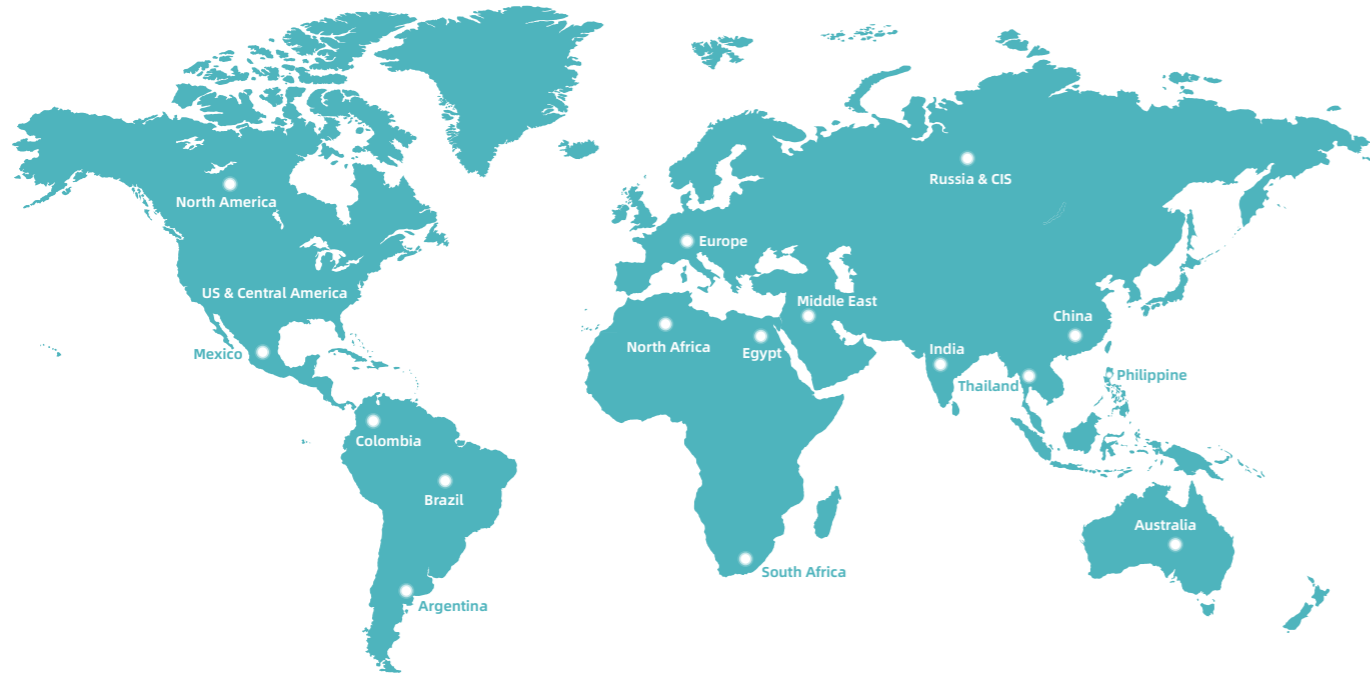 Russia & CIS
North America
Europe
US & Central America
Middle East
China
North Africa
India
Egypt
Mexico
Philippine
Thailand
Colombia
Brazil
Australia
South Africa
Argentina